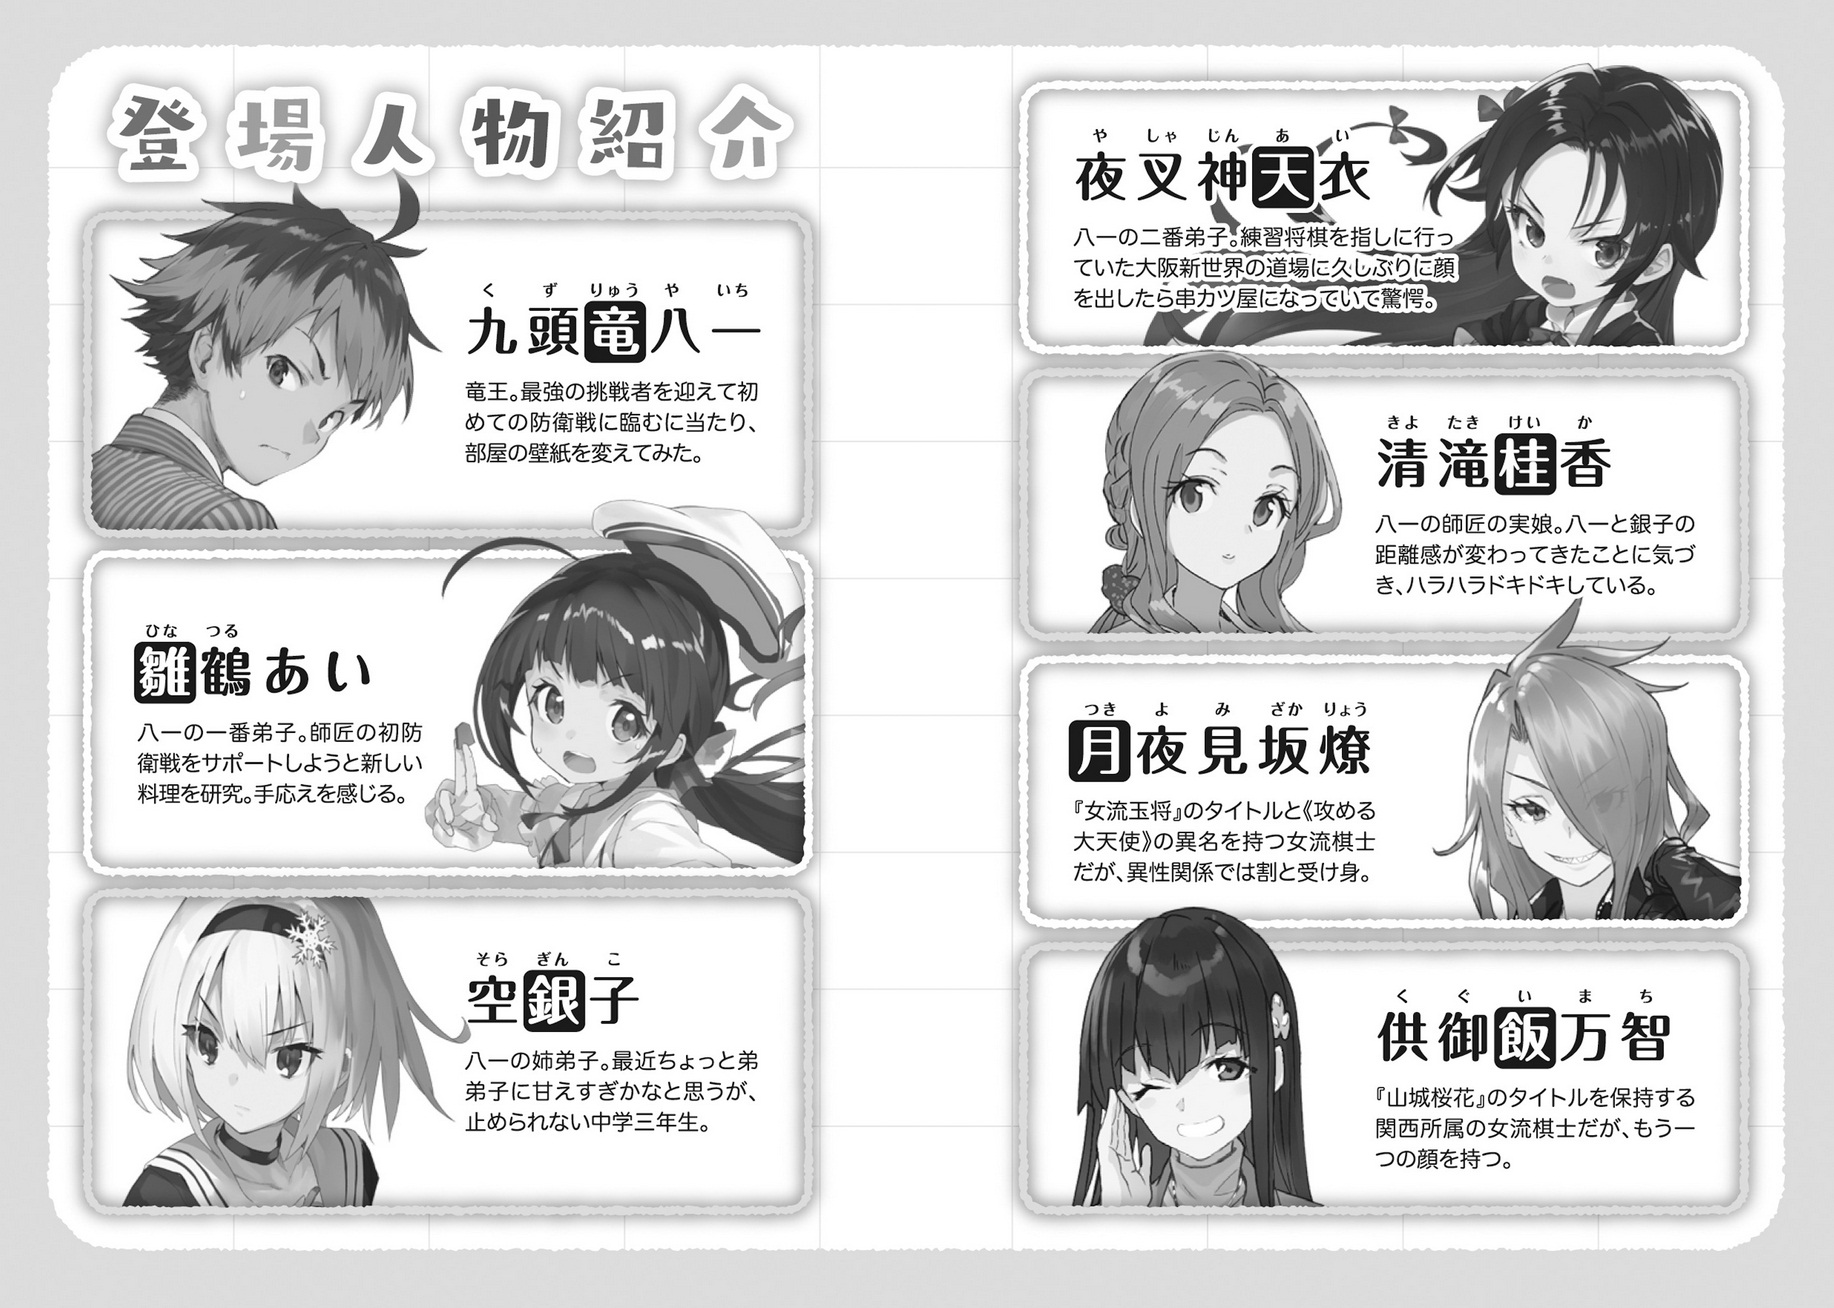 登場人物紹介
く ず りゅう や いち
九頭竜八一
竜王。最強の挑戦者を迎えて初
めての防衛戦に臨むに当たり、
部屋の壁紙を変えてみた。
ひな つる
雛鶴あい
八一の一番弟子。師匠の初防
衛戦をサポートしようと新しい
料理を研究。手応えを感じる。
そら ぎん こ
空銀子
八一の姉弟子。最近ちょっと弟
弟子に甘えすぎかなと思うが、
止められない中学三年生。
や しゃ じん あ い
夜叉神天衣
八一の二番弟子。練習将棋を指しに行っ
ていた大阪新世界の道場に久しぶりに顔
を出したら串カツ屋になっていて驚愕。
きよ たき けい か
清滝桂香
八一の師匠の実娘。八一と銀子の
距離感が変わってきたことに気づ
き、ハラハラドキドキしている。
つき よ み ざか りょう
月夜見坂燎
『女流玉将』のタイトルと《攻める
大天使》の異名を持つ女流棋士
だが、異性関係では割と受け身。
く ぐ い ま ち
供御飯万智
『山城桜花』のタイトルを保持する
関西所属の女流棋士だが、もう一
つの顔を持つ。